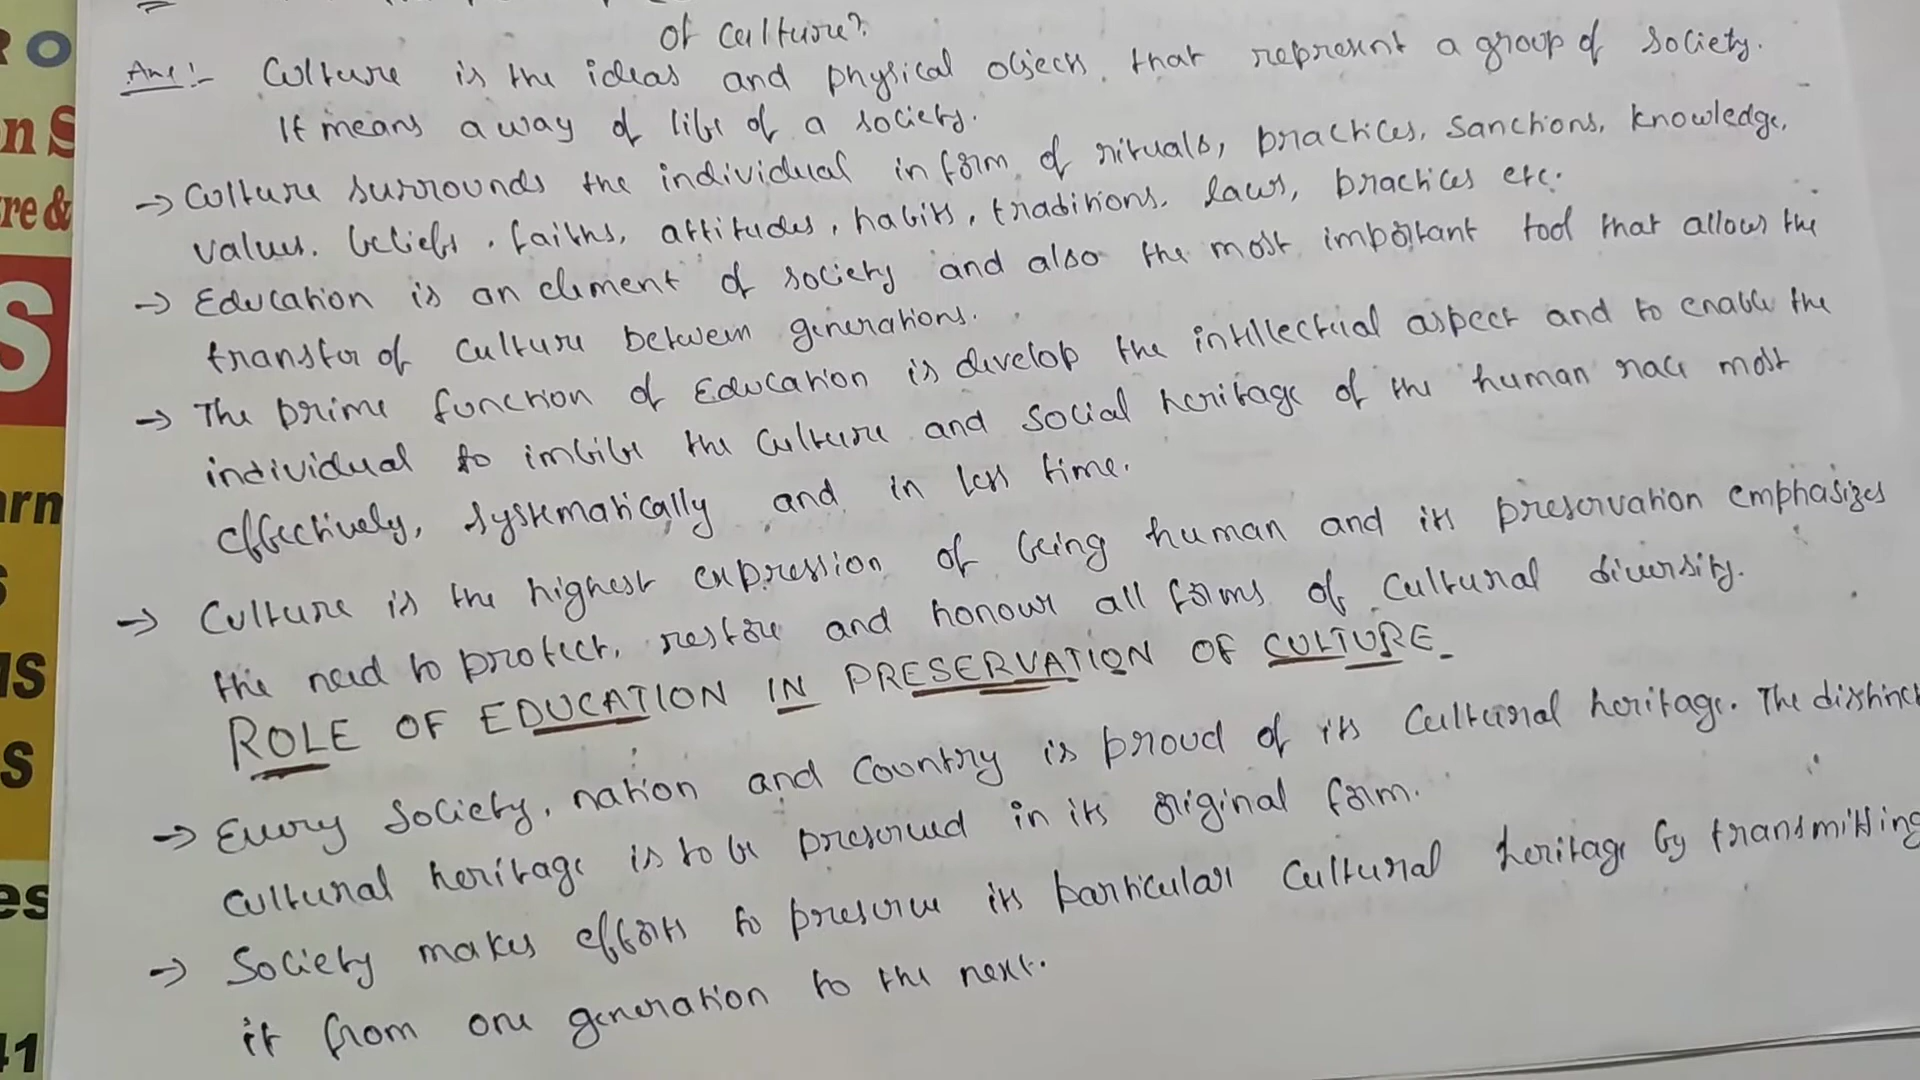 of culture?
Ans:- Culture is the ideas and physical objects that represent a group of society.
It means a way of life of a society.
→ Culture surrounds the individual in form of rituals, practices, sanctions, knowledge,
values, beliefs, faiths, attitudes, habits, traditions, laws, practices etc.
→ Education is an element of society and also the most important tool that allows the
transfer of culture between generations.
→ The prime function of Education is develop the intellectual aspect and to enable the
individual to imbibe the culture and social heritage of the human race most
effectively, systematically and in less time.
→ Culture is the highest expression of being human and its preservation emphasizes
the need to protect, restore and honour all forms of cultural diversity.
ROLE OF EDUCATION IN PRESERVATION OF CULTURE
→ Every society, nation and country is proud of its cultural heritage. The distinct
cultural heritage is to be preserved in its original form.
→ Society makes efforts to preserve its particular cultural heritage by transmitting
it from one generation to the next.
O
n S
re &
S
arn
us
S
es
41